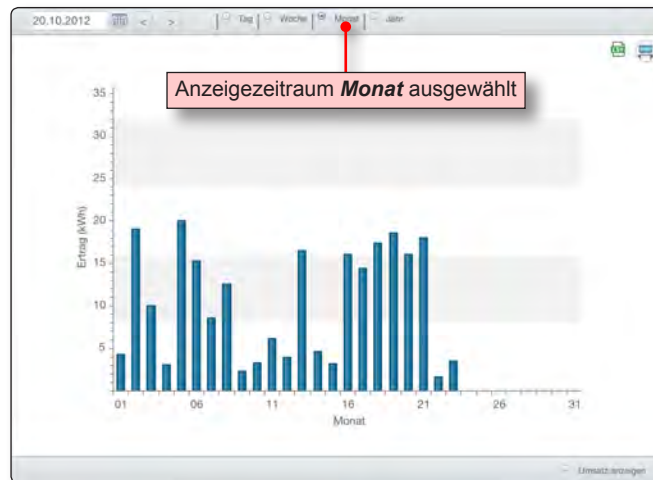 20.10.2012 < > Tag Woche Monat Jahr
Anzeigezeitraum Monat ausgewählt
35
30
25
20
15
10
5
Ertrag (kWh)
01 06 11 16 21 26 31
Monat
Umsatz anzeigen